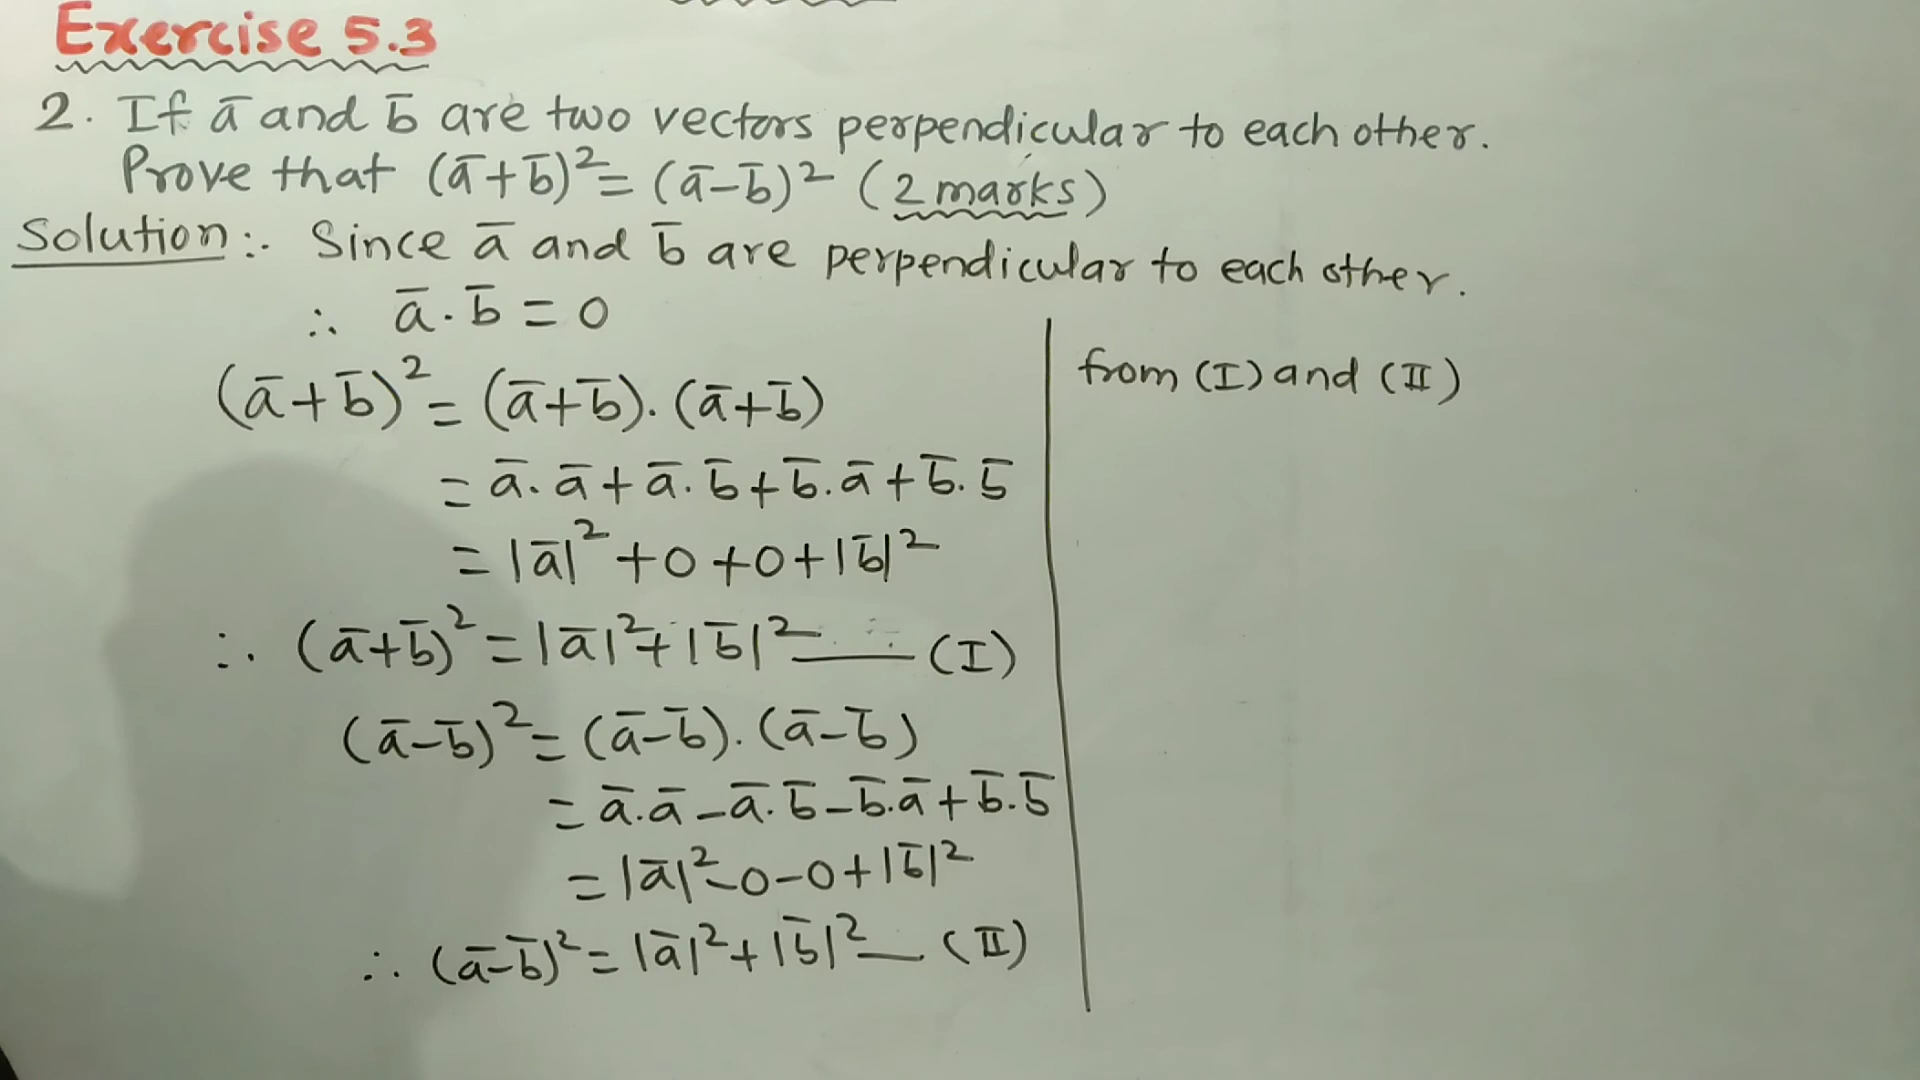 Exercise 5.3
2. If a̅ and b̅ are two vectors perpendicular to each other.
Prove that (a̅+b̅)²=(a̅-b̅)² (2 marks)
Solution:. Since a̅ and b̅ are perpendicular to each other.
∴ a̅.b̅=0
(a̅+b̅)²=(a̅+b̅).(a̅+b̅)
=a̅.a̅+a̅.b̅+b̅.a̅+b̅.b̅
=|a̅|²+0+0+|b̅|²
∴ (a̅+b̅)²=|a̅|²+|b̅|²—(I)
(a̅-b̅)²=(a̅-b̅).(a̅-b̅)
=a̅.a̅-a̅.b̅-b̅.a̅+b̅.b̅
=|a̅|²-0-0+|b̅|²
∴ (a̅-b̅)²=|a̅|²+|b̅|²—(II)
from (I) and (II)